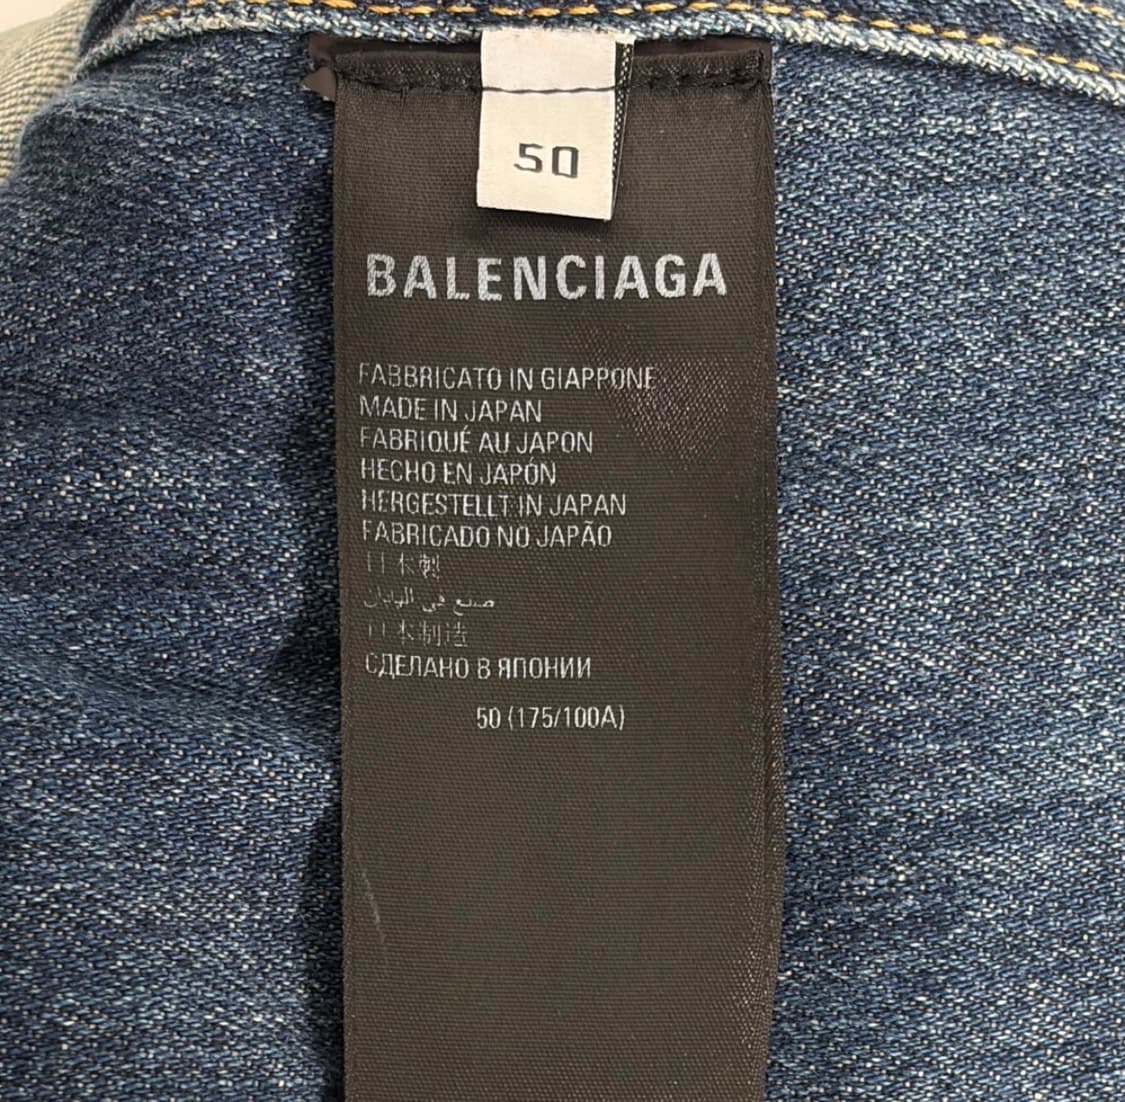 50
BALENCIAGA
FABBRICATO IN GIAPPONE
MADE IN JAPAN
FABRIQUÉ AU JAPON
HECHO EN JAPÓN
HERGESTELLT IN JAPAN
FABRICADO NO JAPÃO
日本製
صنع في اليابان
日本制造
СДЕЛАНО В ЯПОНИИ
50 (175/100A)